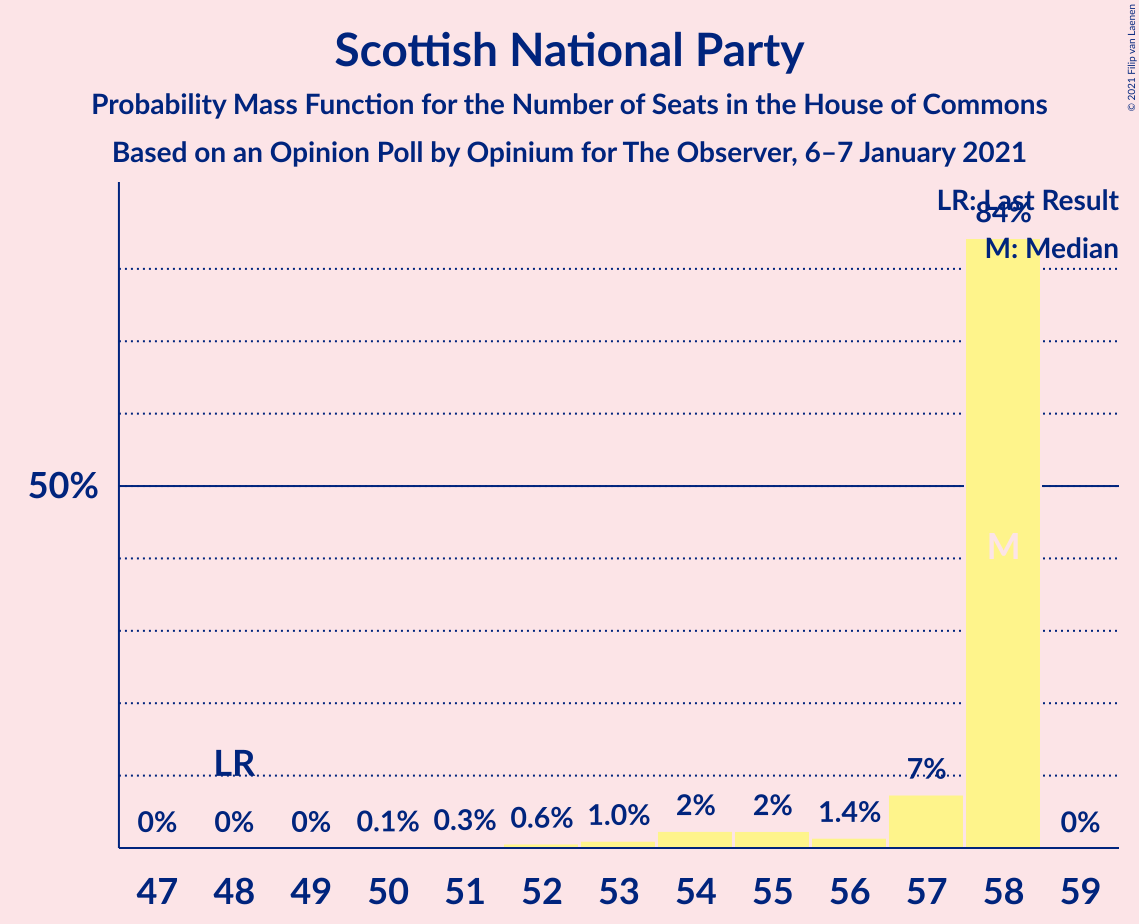 Scottish National Party
Probability Mass Function for the Number of Seats in the House of Commons
Based on an Opinion Poll by Opinium for The Observer, 6–7 January 2021
© 2021 Filip van Laenen
LR: Last Result
84%
M: Median
50%
M
LR
7%
0% 0% 0% 0.1% 0.3% 0.6% 1.0% 2% 2% 1.4% 0%
47 48 49 50 51 52 53 54 55 56 57 58 59